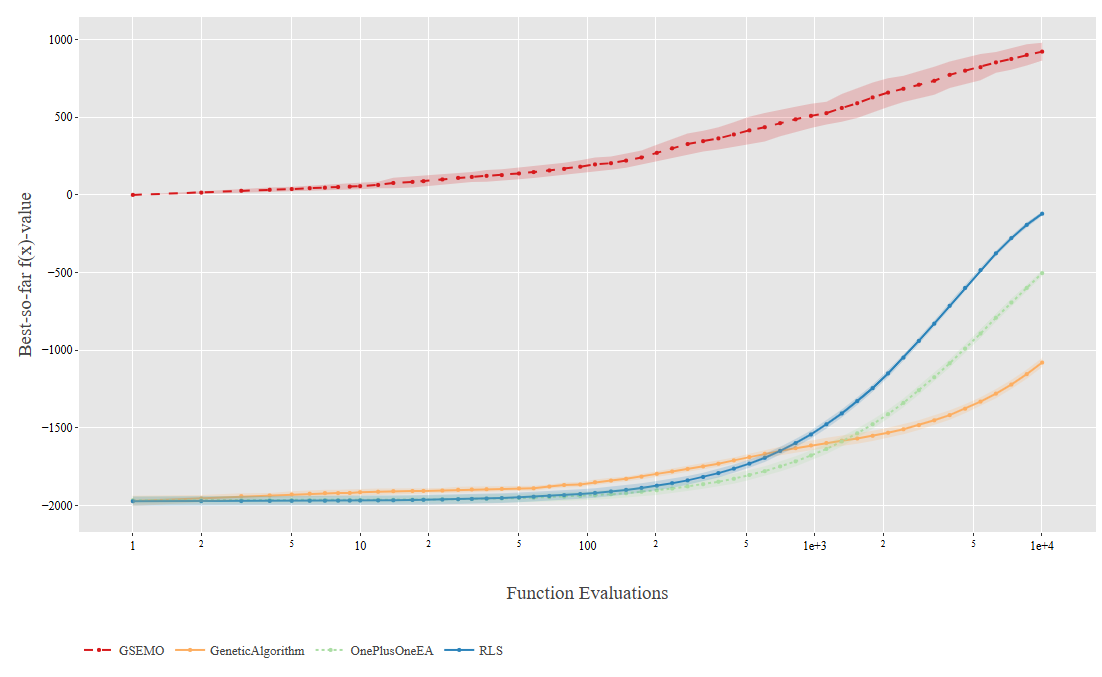 1000
500
0
−500
−1000
−1500
−2000
Best-so-far f(x)-value
1
2
5
10
2
5
100
2
5
1e+3
2
5
1e+4
Function Evaluations
GSEMO
GeneticAlgorithm
OnePlusOneEA
RLS